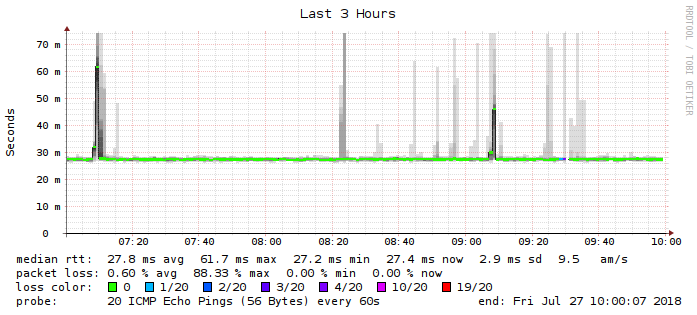 Last 3 Hours
RRDTOOL / TOBI OETIKER
Seconds
70 m
60 m
50 m
40 m
30 m
20 m
10 m
0
07:20 07:40 08:00 08:20 08:40 09:00 09:20 09:40 10:00
median rtt: 27.8 ms avg 61.7 ms max 27.2 ms min 27.4 ms now 2.9 ms sd 9.5 am/s
packet loss: 0.60 % avg 88.33 % max 0.00 % min 0.00 % now
loss color: 0 1/20 2/20 3/20 4/20 10/20 19/20
probe: 20 ICMP Echo Pings (56 Bytes) every 60s end: Fri Jul 27 10:00:07 2018